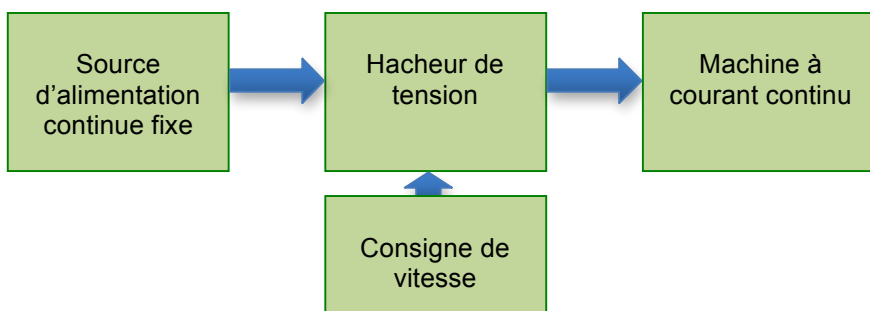 Source
d’alimentation
continue fixe
Hacheur de
tension
Machine à
courant continu
Consigne de
vitesse